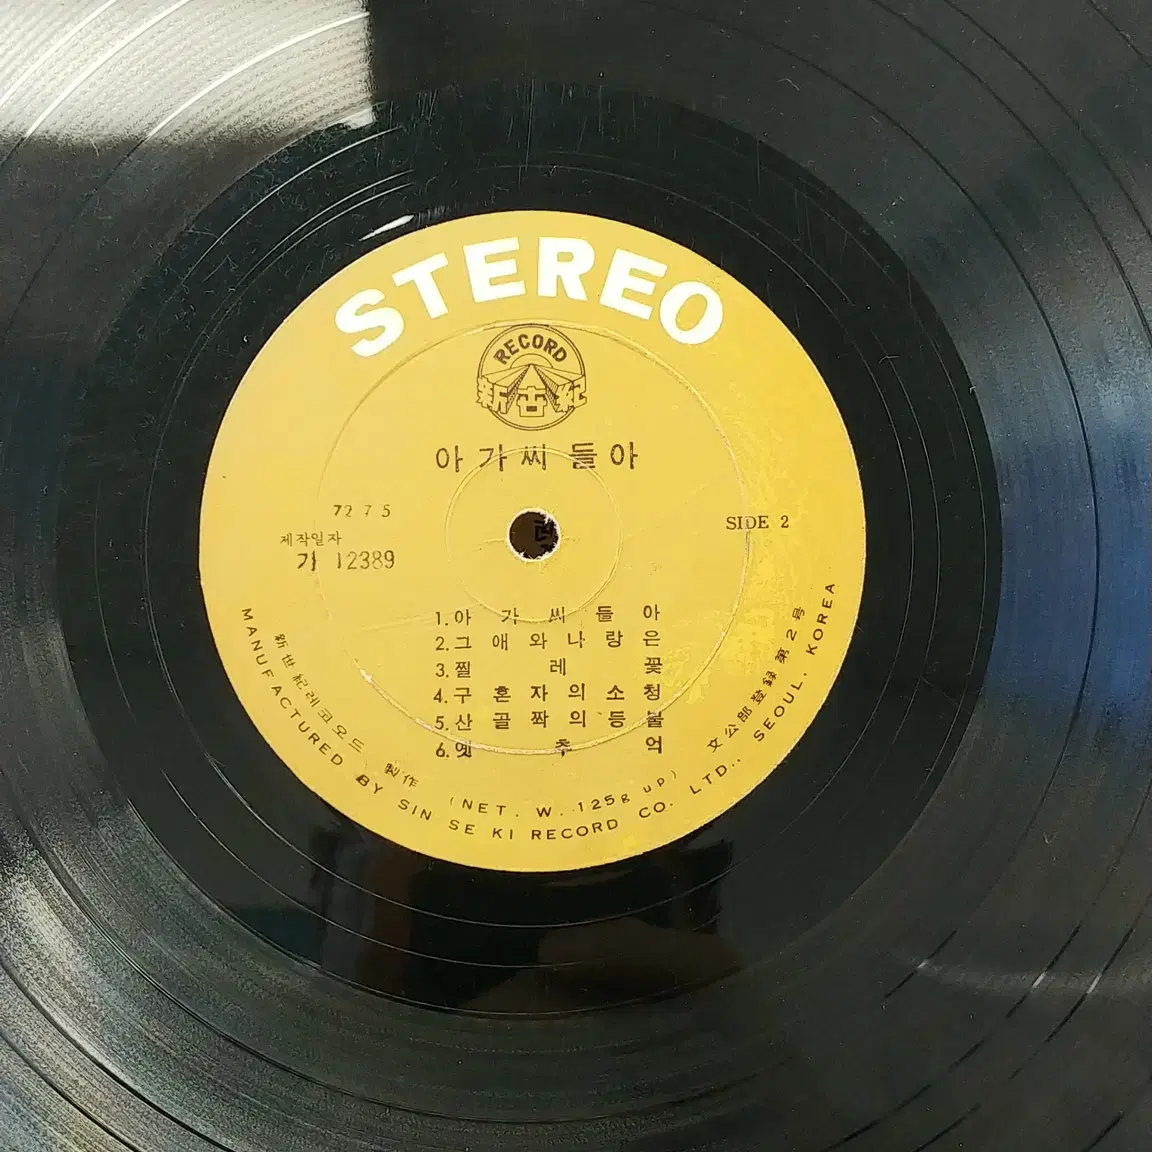 STEREO
RECORD
新世紀
아가씨들아
72 7 5
제작일자
가 12389
SIDE 2
1. 아가씨들아
2. 그애와나랑은
3. 찔레꽃
4. 구혼자의소청
5. 산골짝의등불
6. 옛추억
新世紀레코오드 製作 (NET. W. 125g up) 文公部登録第2号
MANUFACTURED BY SIN SE KI RECORD CO. LTD., SEOUL, KOREA